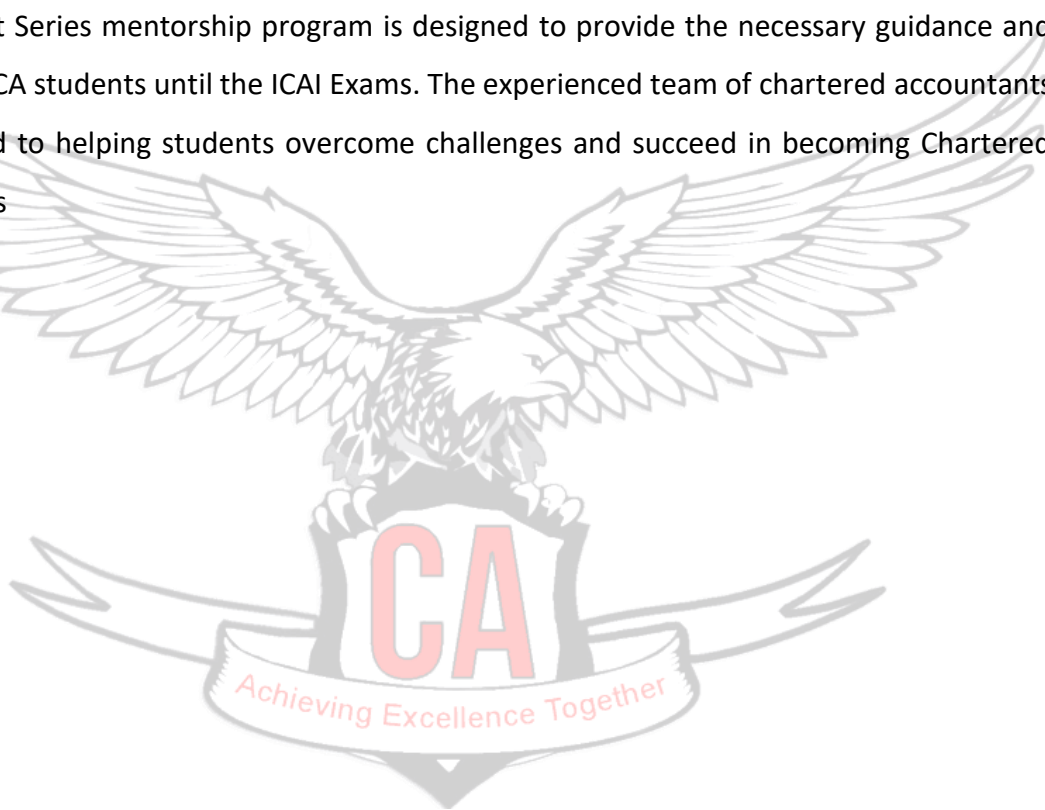 t Series mentorship program is designed to provide the necessary guidance and
CA students until the ICAI Exams. The experienced team of chartered accountants
d to helping students overcome challenges and succeed in becoming Chartered
s
CA
Achieving Excellence Together